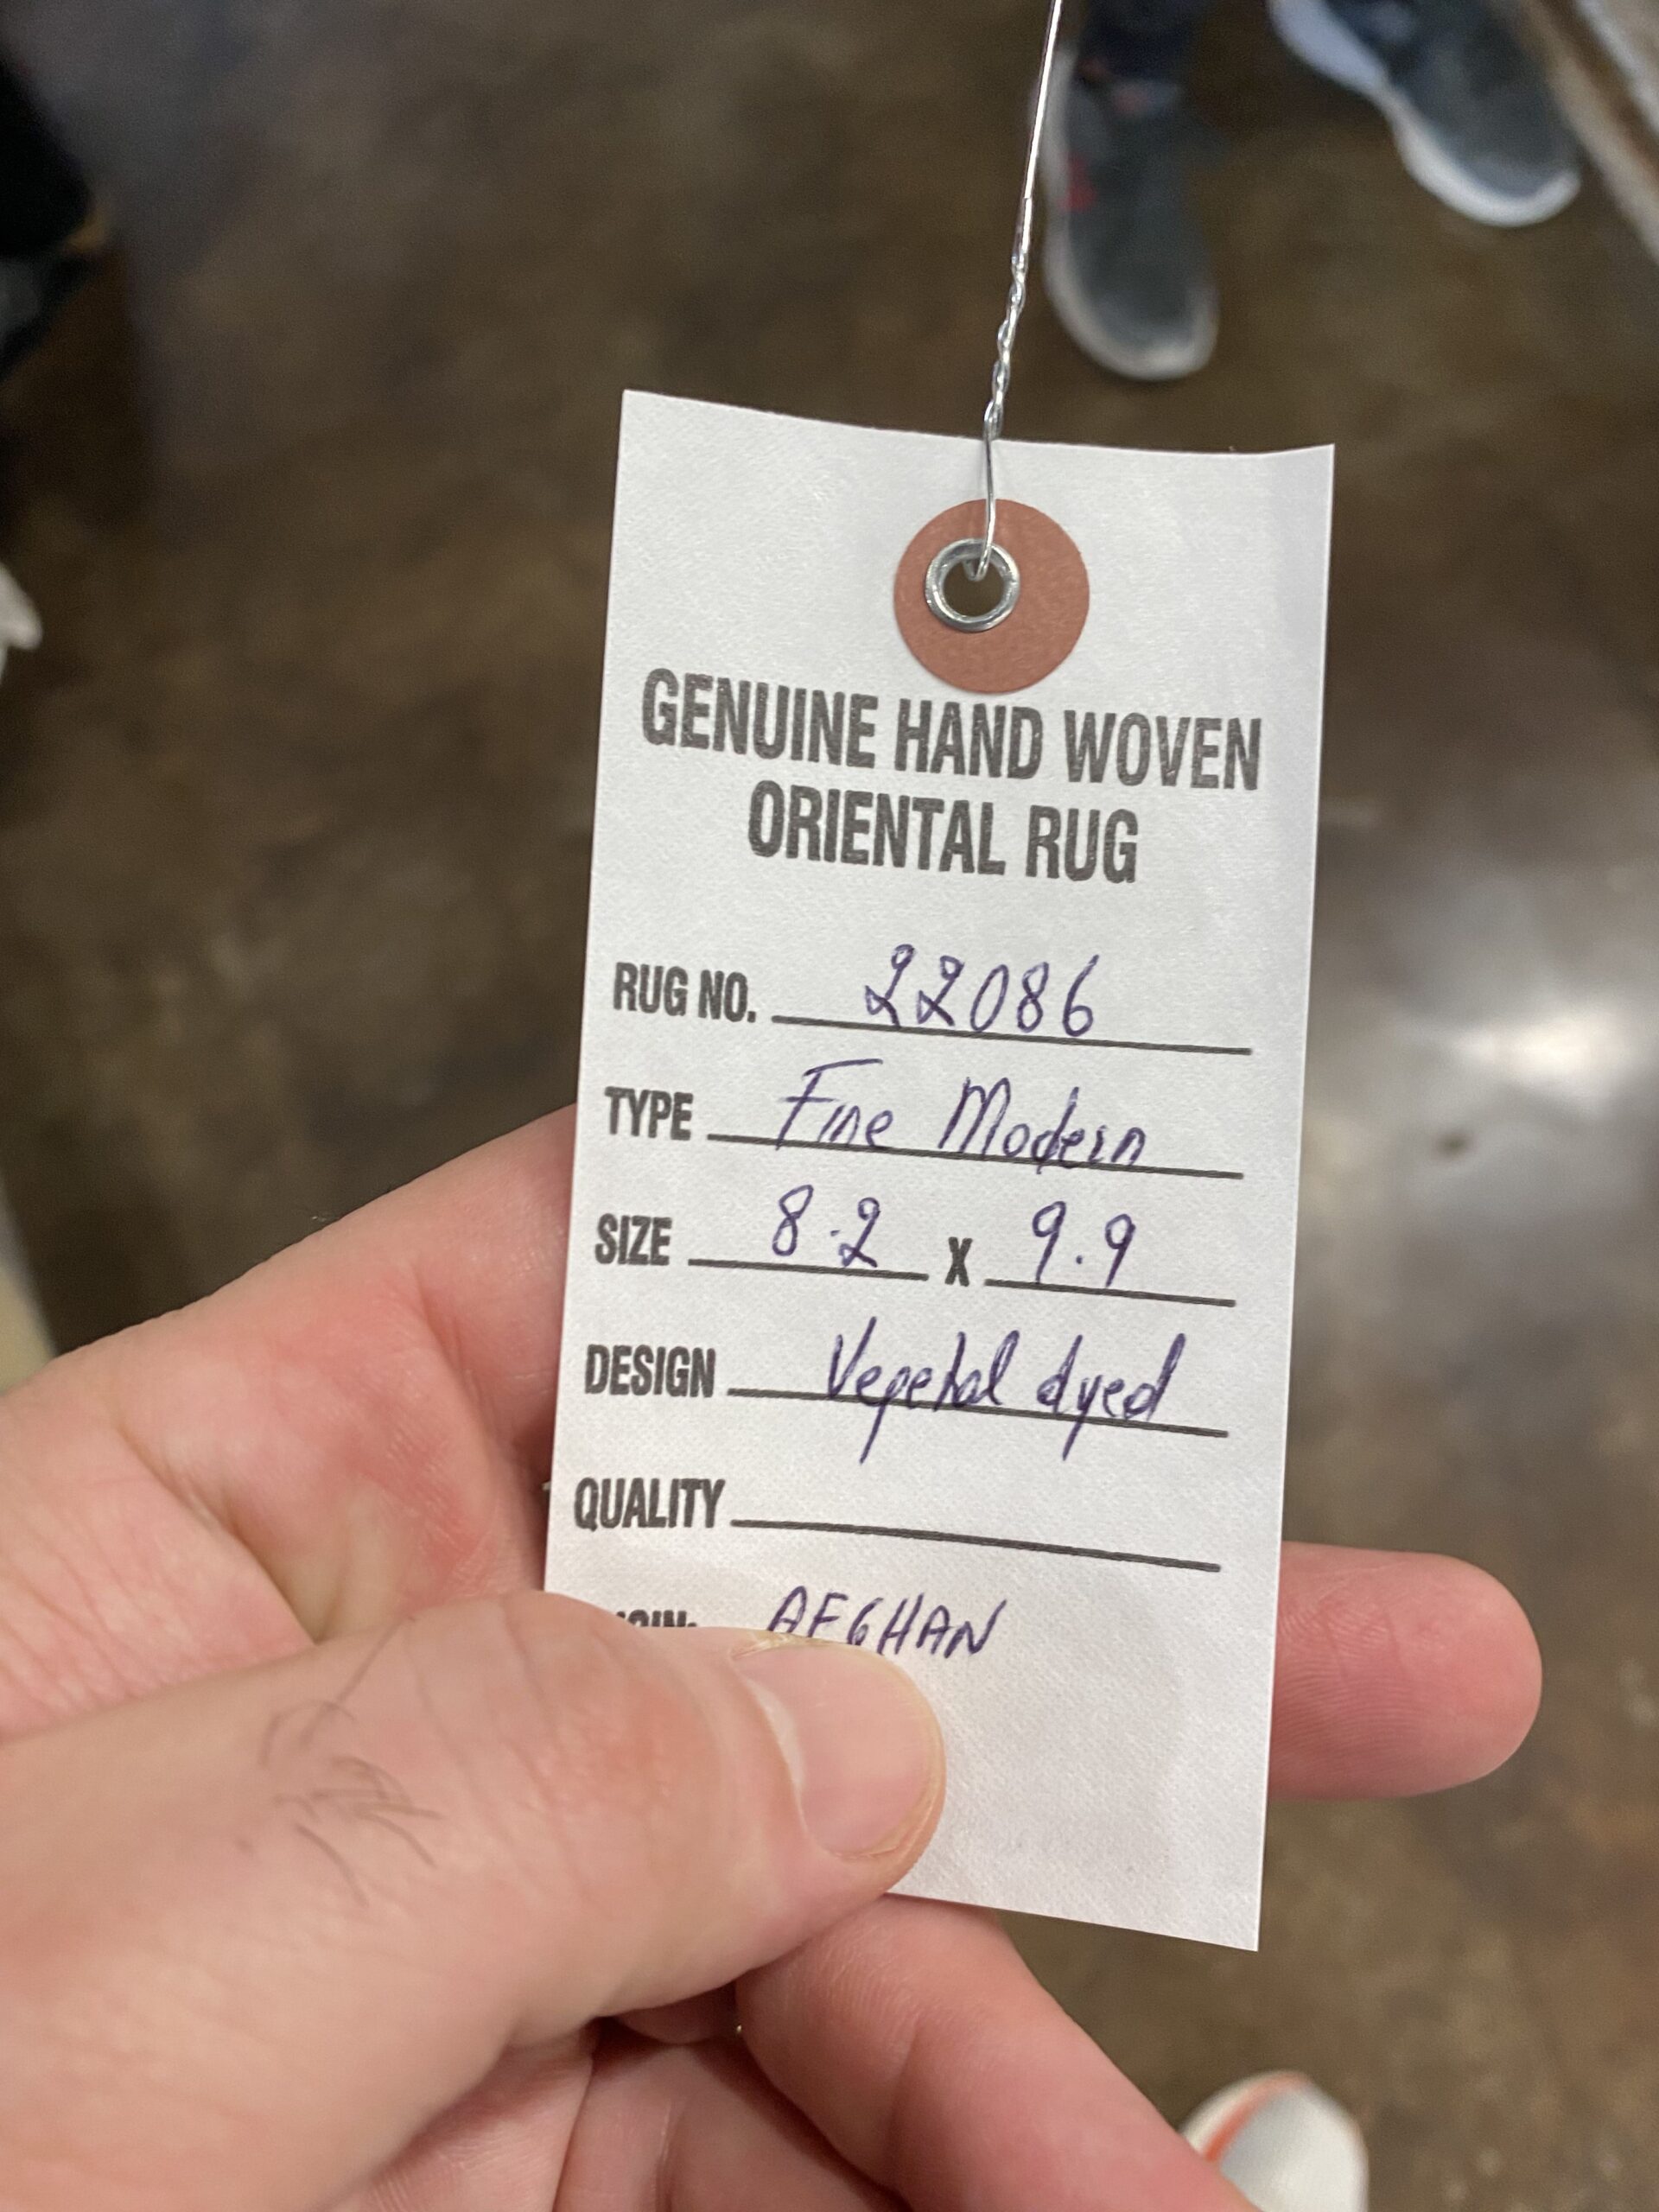 GENUINE HAND WOVEN
ORIENTAL RUG
RUG NO. 22086
TYPE Fine Modern
SIZE 8.2 X 9.9
DESIGN Vegetal dyed
QUALITY
AFGHAN